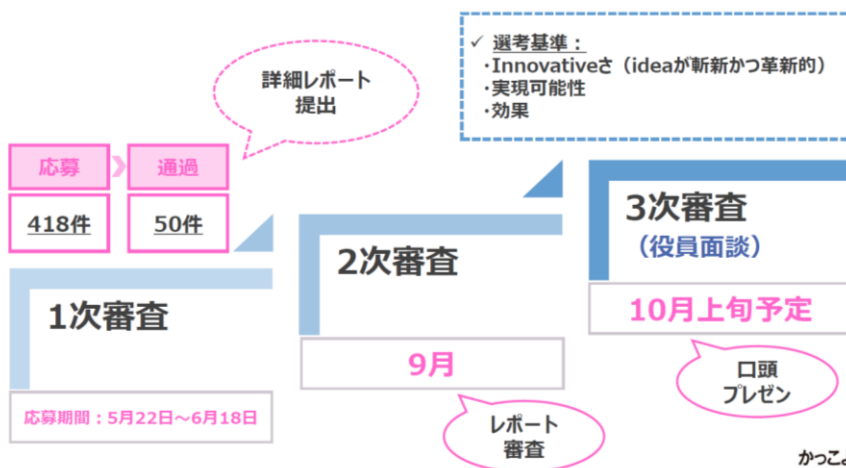 ✓ 選考基準：
・Innovativeさ（ideaが斬新かつ革新的）
・実現可能性
・効果
詳細レポート
提出
応募
通過
418件
50件
1次審査
応募期間：5月22日～6月18日
2次審査
9月
レポート
審査
3次審査
（役員面談）
10月上旬予定
口頭
プレゼン
かっこよ